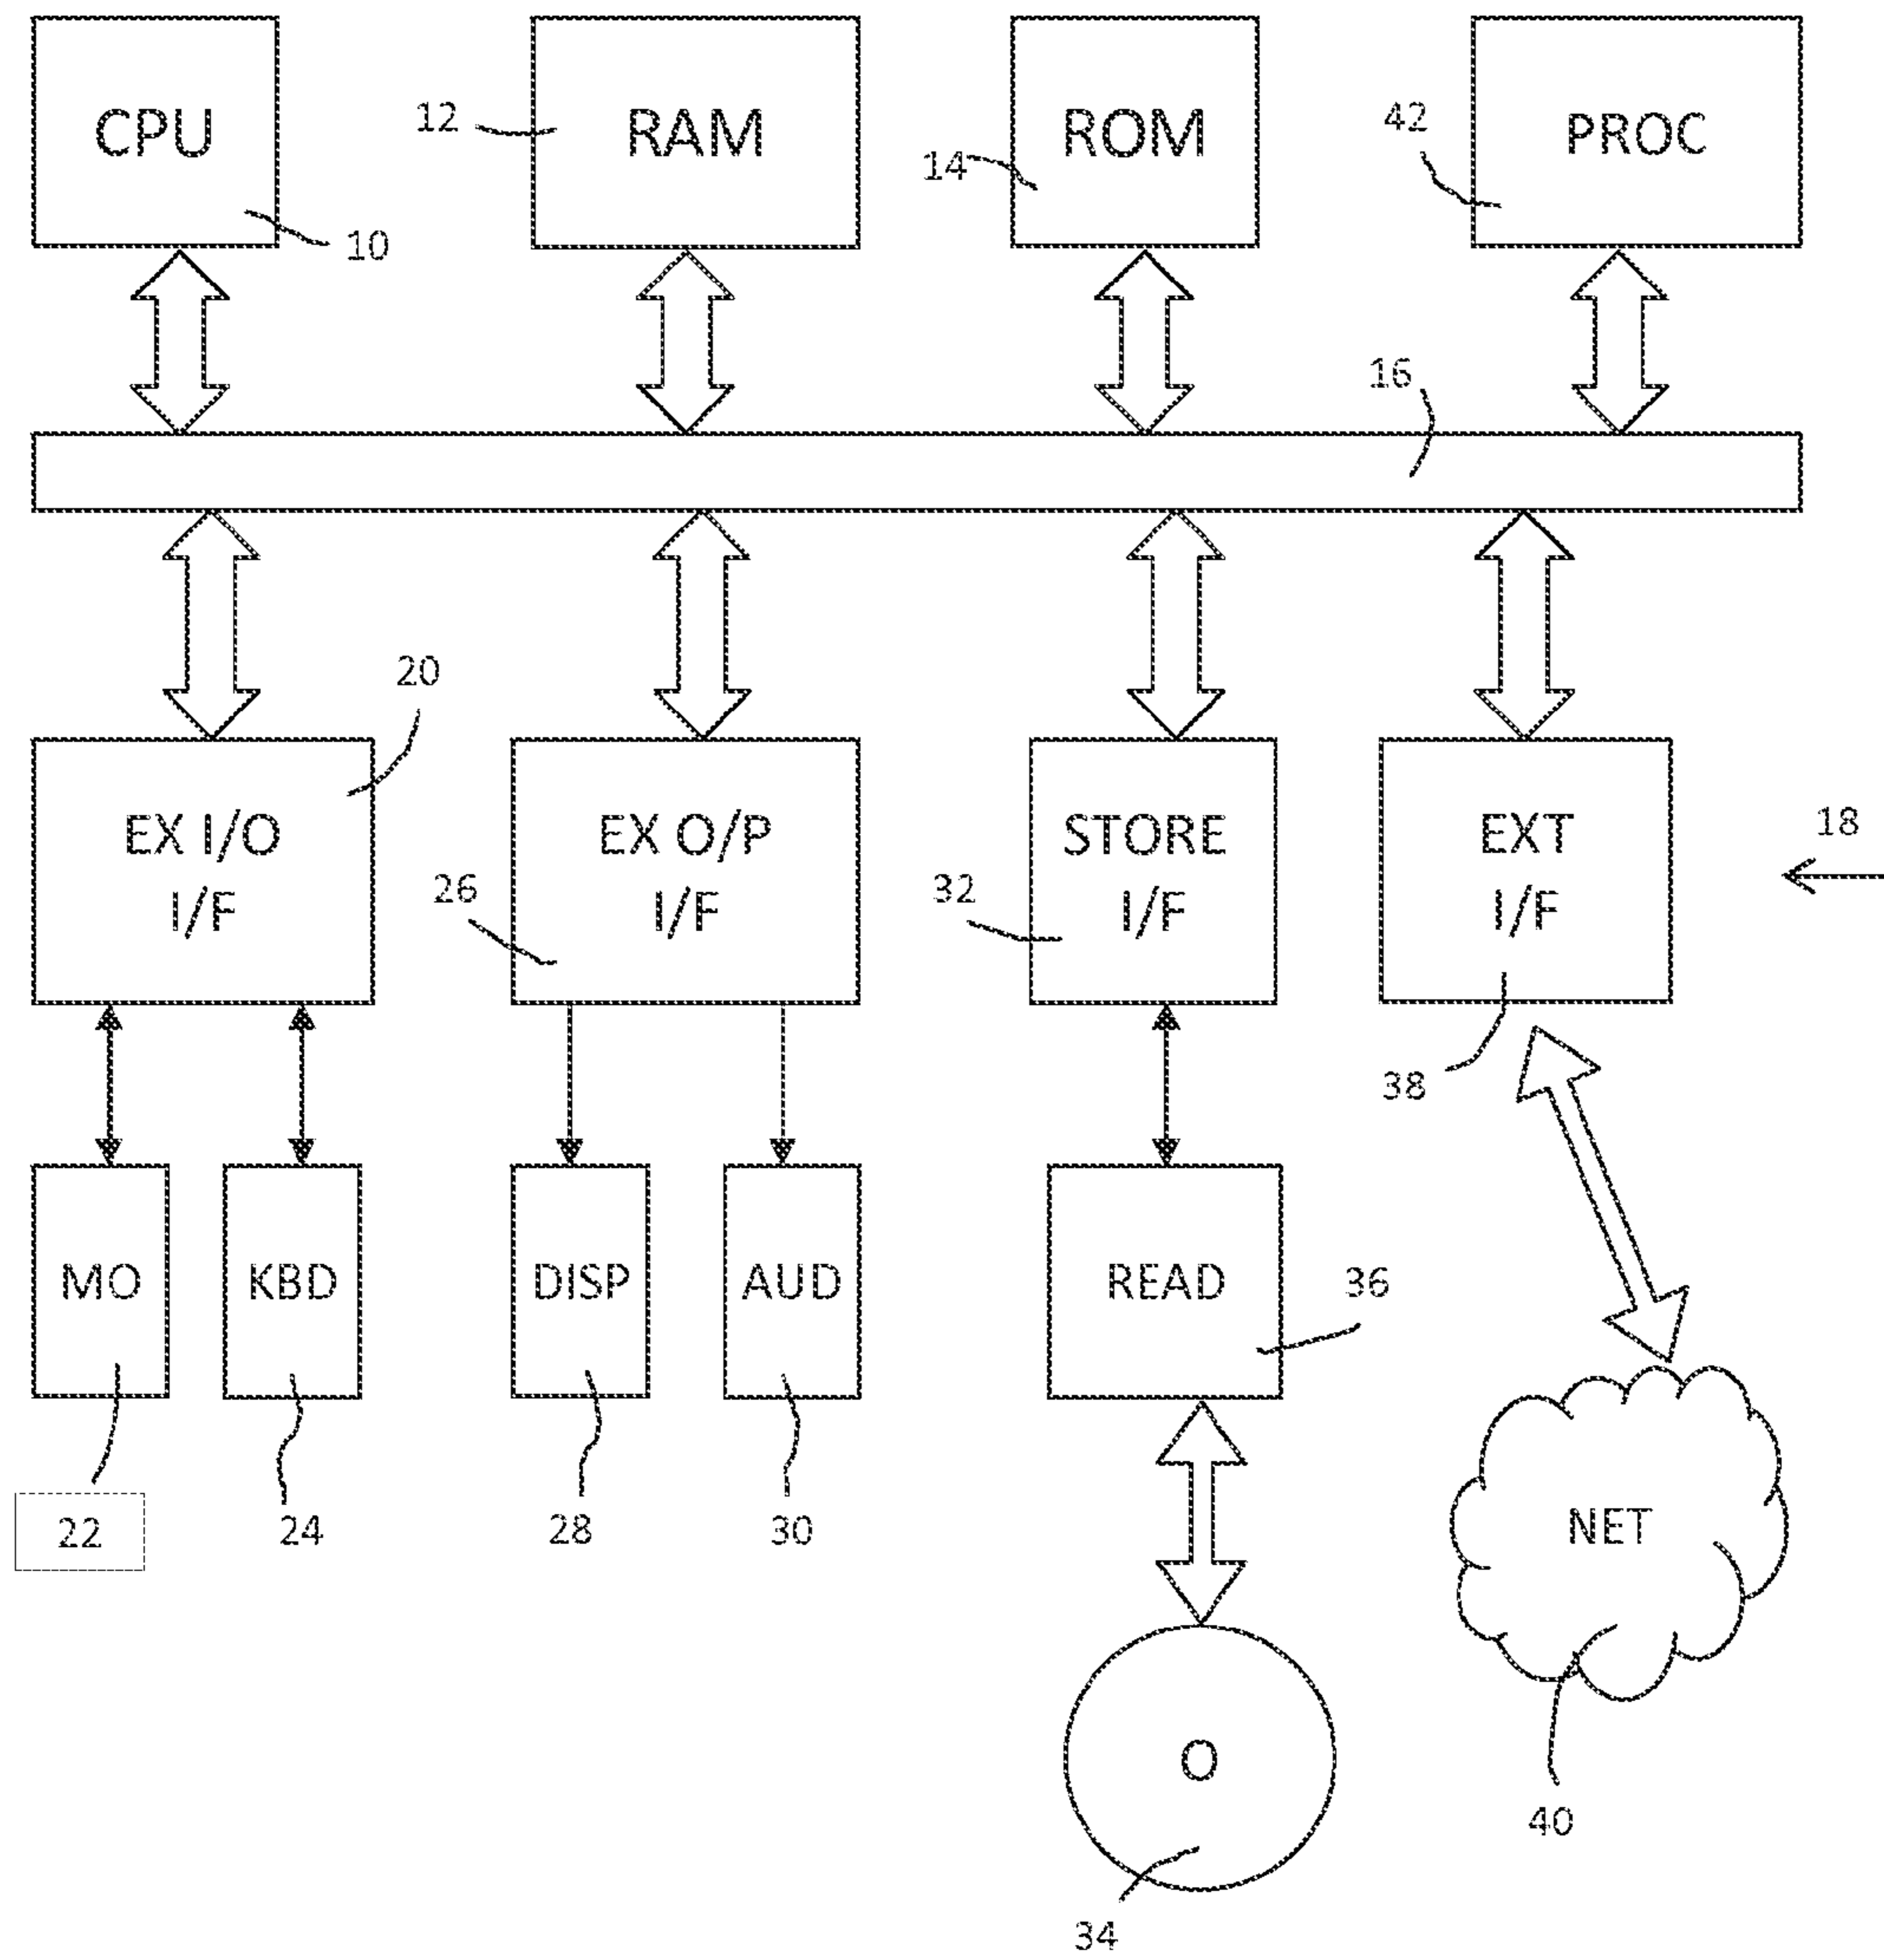 CPU
10
12
RAM
14
ROM
42
PROC
16
20
EX I/O
I/F
26
EX O/P
I/F
32
STORE
I/F
EXT
I/F
38
18
MO
22
KBD
24
DISP
28
AUD
30
READ
36
NET
40
O
34